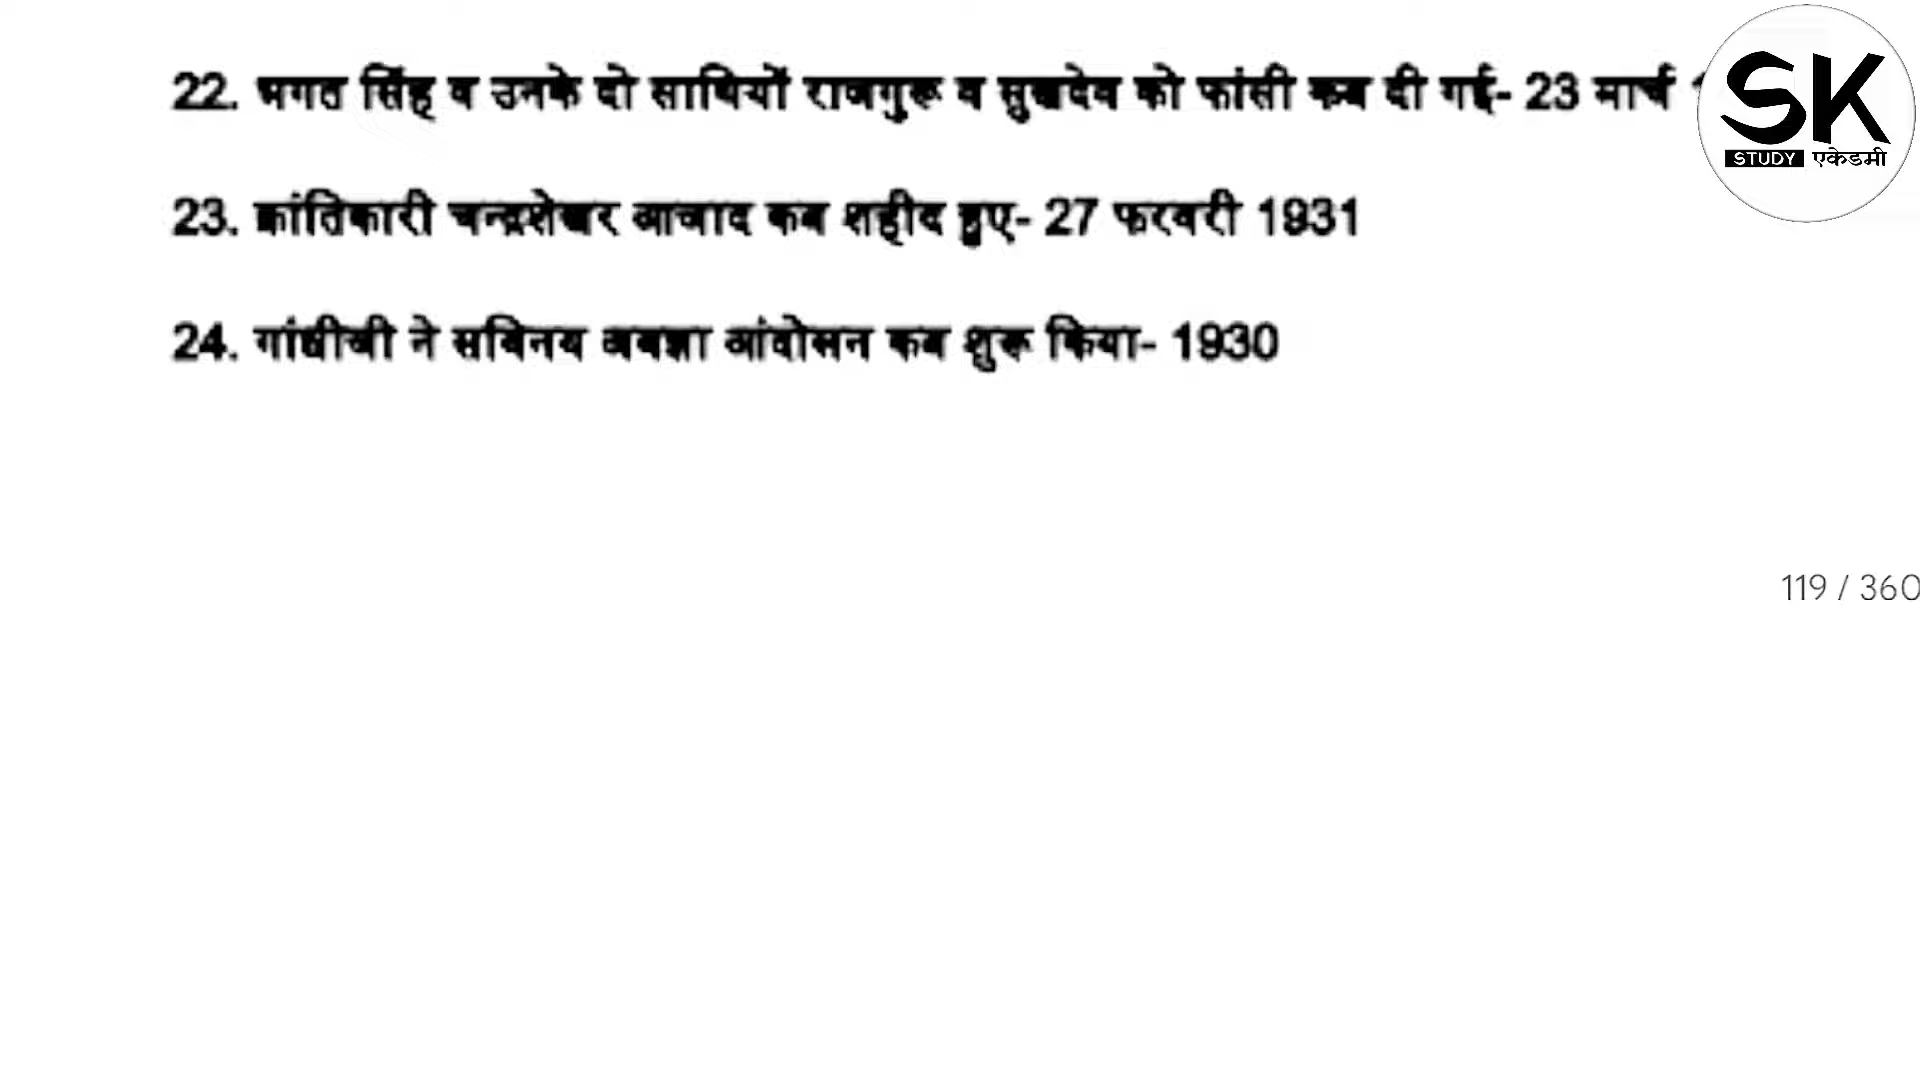 22. भगत सिंह व उनके दो साथियों राजगुरू व सुखदेव को फांसी कब दी गई- 23 मार्च
SK
STUDY एकेडमी
23. क्रांतिकारी चन्द्रशेखर आजाद कब शहीद हुए- 27 फरवरी 1931
24. गांधीजी ने सविनय अवज्ञा आंदोलन कब शुरू किया- 1930
119 / 360